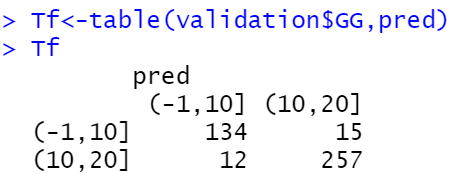 > Tf<-table(validation$GG,pred)
> Tf
pred
(-1,10] (10,20]
(-1,10] 134 15
(10,20] 12 257